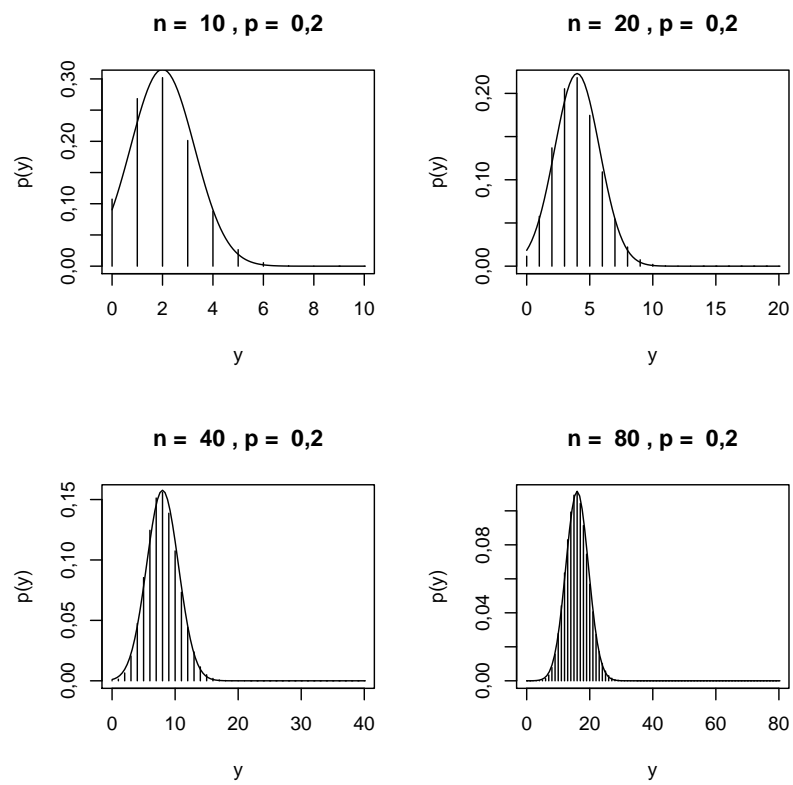 n = 10 , p = 0,2
p(y)
0,00 0,10 0,20 0,30
0 2 4 6 8 10
y
n = 20 , p = 0,2
p(y)
0,00 0,10 0,20
0 5 10 15 20
y
n = 40 , p = 0,2
p(y)
0,00 0,05 0,10 0,15
0 10 20 30 40
y
n = 80 , p = 0,2
p(y)
0,00 0,04 0,08
0 20 40 60 80
y